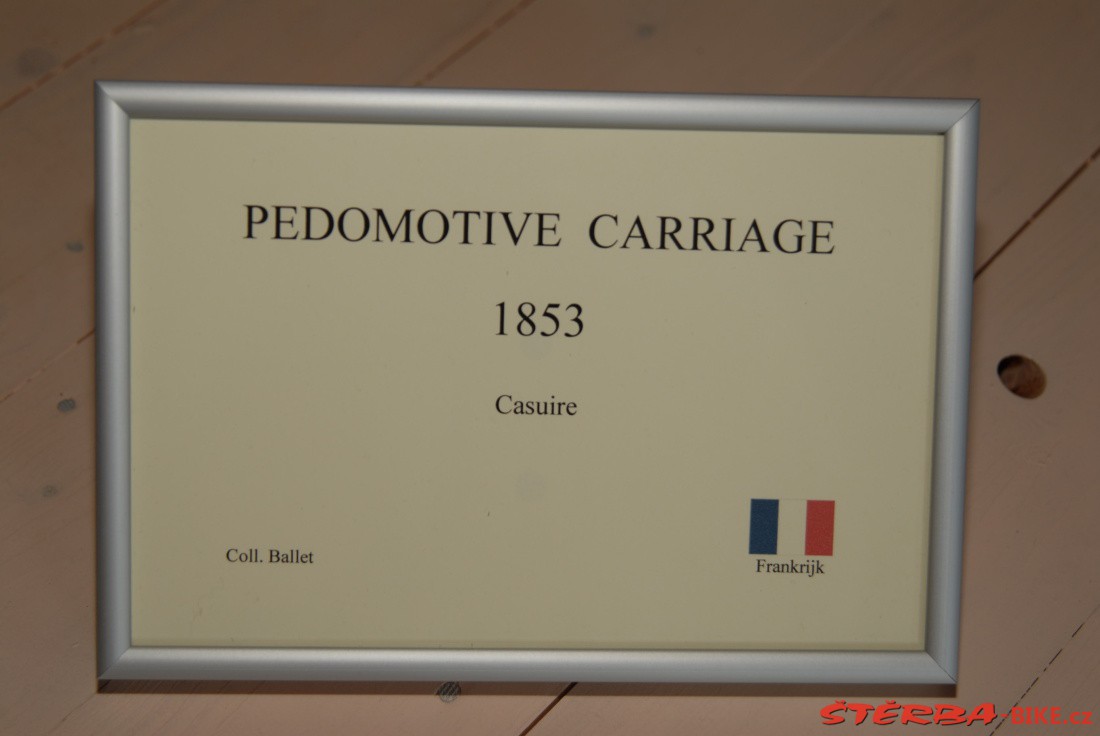 PEDOMOTIVE CARRIAGE
1853
Casuire
Coll. Ballet
Frankrijk
ŠTĚRBA-BIKE.cz